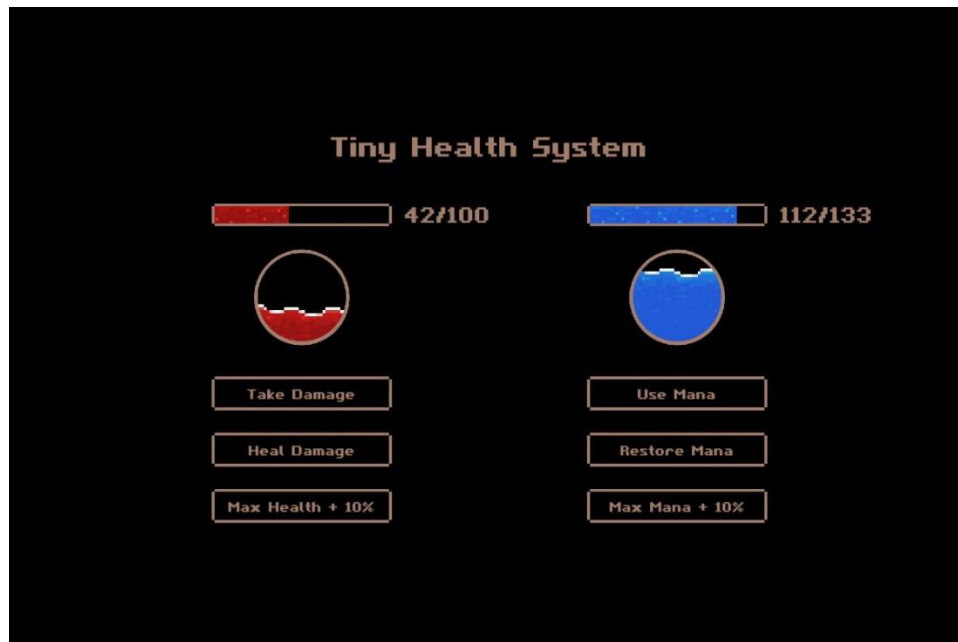 Tiny Health System
42/100
112/133
Take Damage
Use Mana
Heal Damage
Restore Mana
Max Health + 10%
Max Mana + 10%